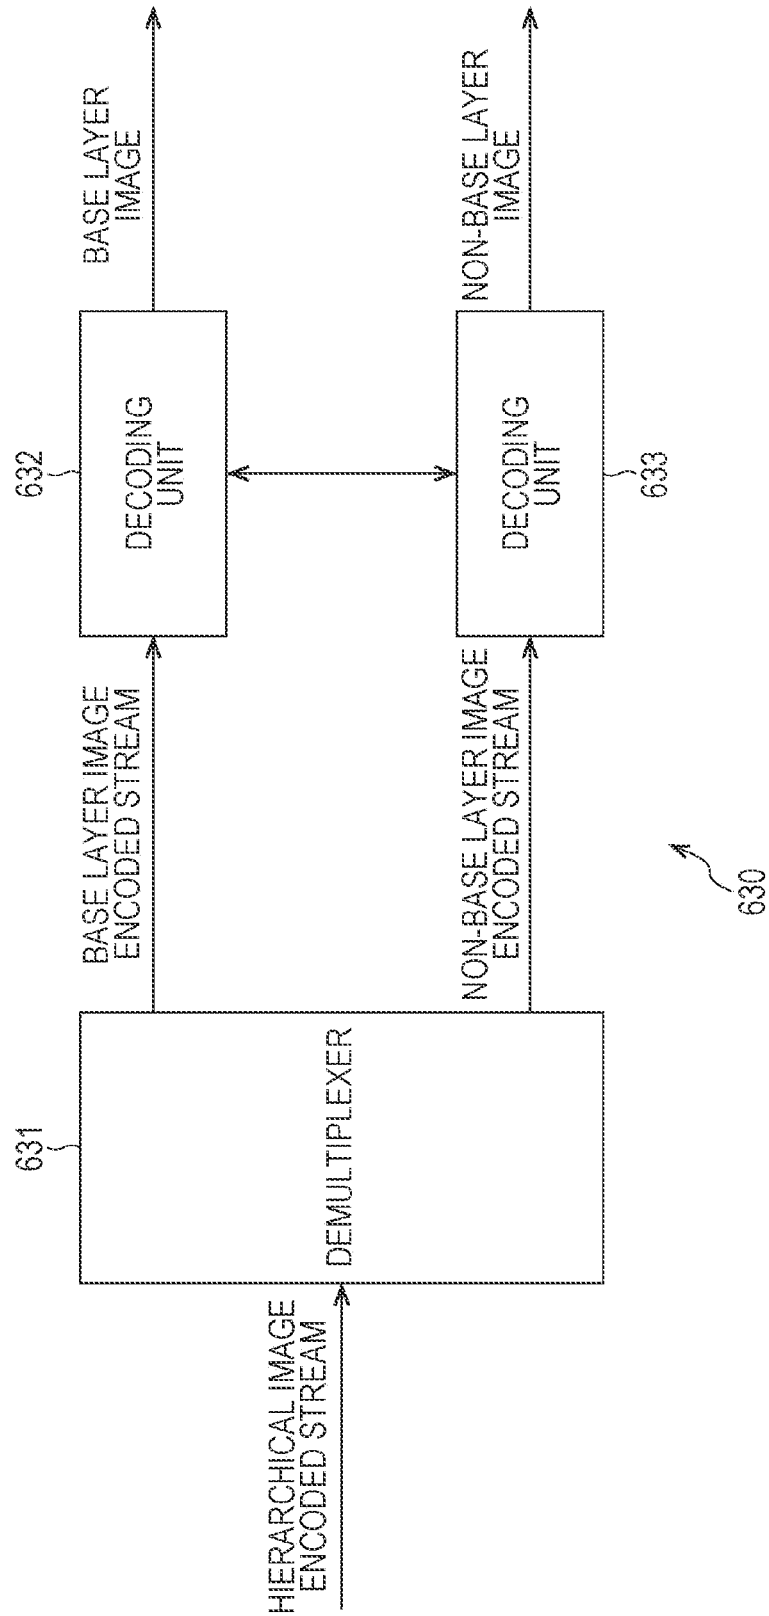 HIERARCHICAL IMAGE
ENCODED STREAM
631
DEMULTIPLEXER
BASE LAYER IMAGE
ENCODED STREAM
632
DECODING
UNIT
BASE LAYER
IMAGE
NON-BASE LAYER IMAGE
ENCODED STREAM
DECODING
UNIT
633
NON-BASE LAYER
IMAGE
630